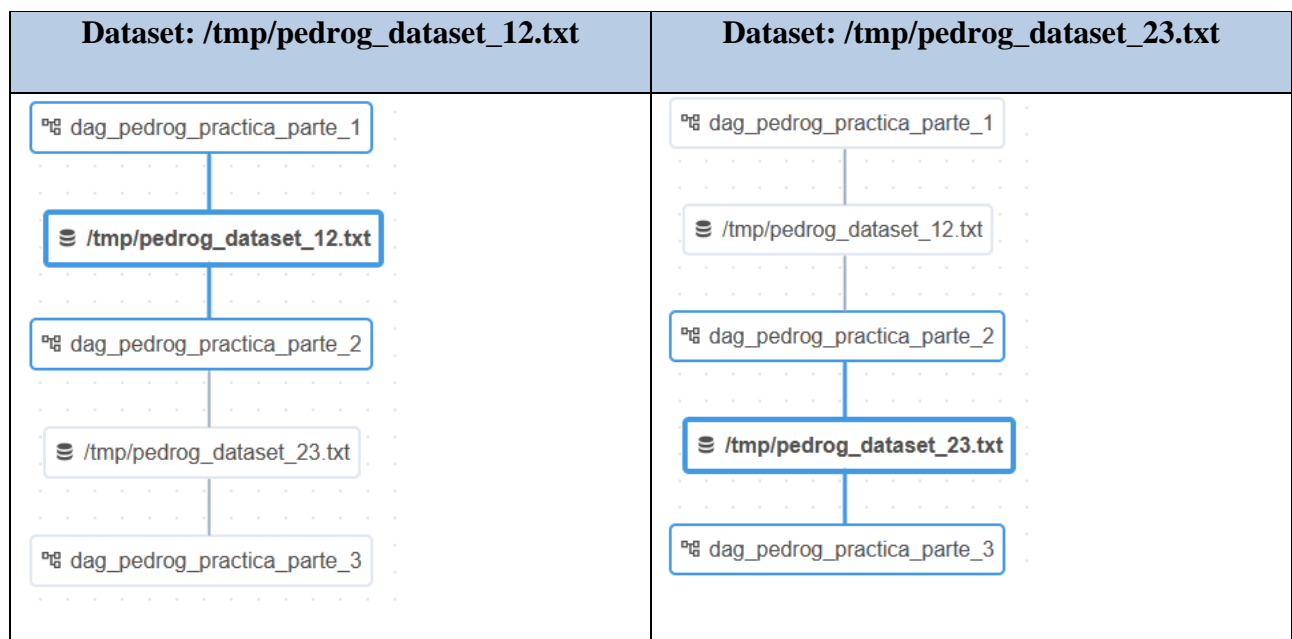 Dataset: /tmp/pedrog_dataset_12.txt
Dataset: /tmp/pedrog_dataset_23.txt
dag_pedrog_practica_parte_1
/tmp/pedrog_dataset_12.txt
dag_pedrog_practica_parte_2
/tmp/pedrog_dataset_23.txt
dag_pedrog_practica_parte_3
dag_pedrog_practica_parte_1
/tmp/pedrog_dataset_12.txt
dag_pedrog_practica_parte_2
/tmp/pedrog_dataset_23.txt
dag_pedrog_practica_parte_3